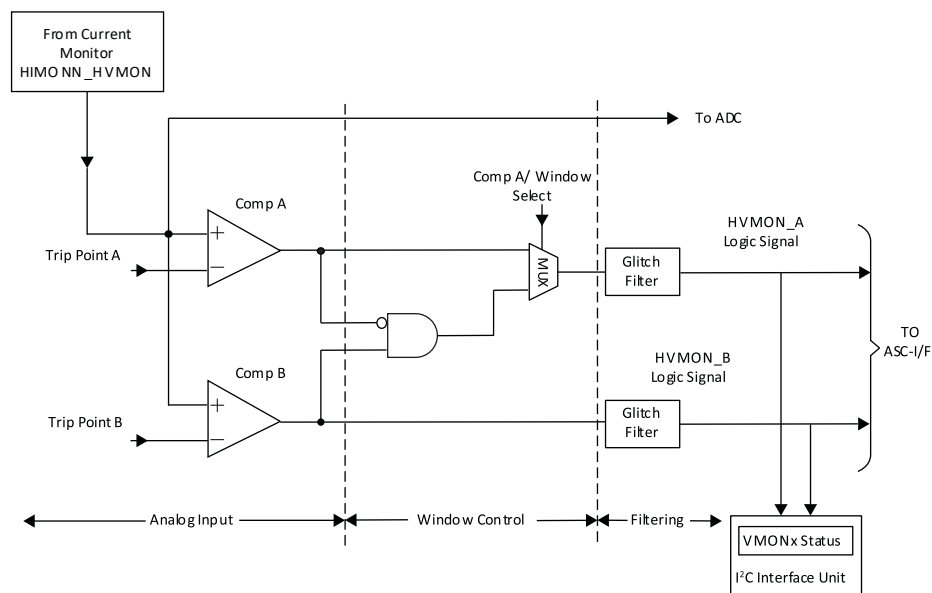 From Current
Monitor
HIMONN_HVMON
To ADC
Comp A/ Window
Select
Comp A
+
−
Trip Point A
MUX
Glitch
Filter
HVMON_A
Logic Signal
TO
ASC-I/F
Comp B
+
−
Trip Point B
HVMON_B
Logic Signal
Glitch
Filter
Analog Input
Window Control
Filtering
VMONx Status
I²C Interface Unit